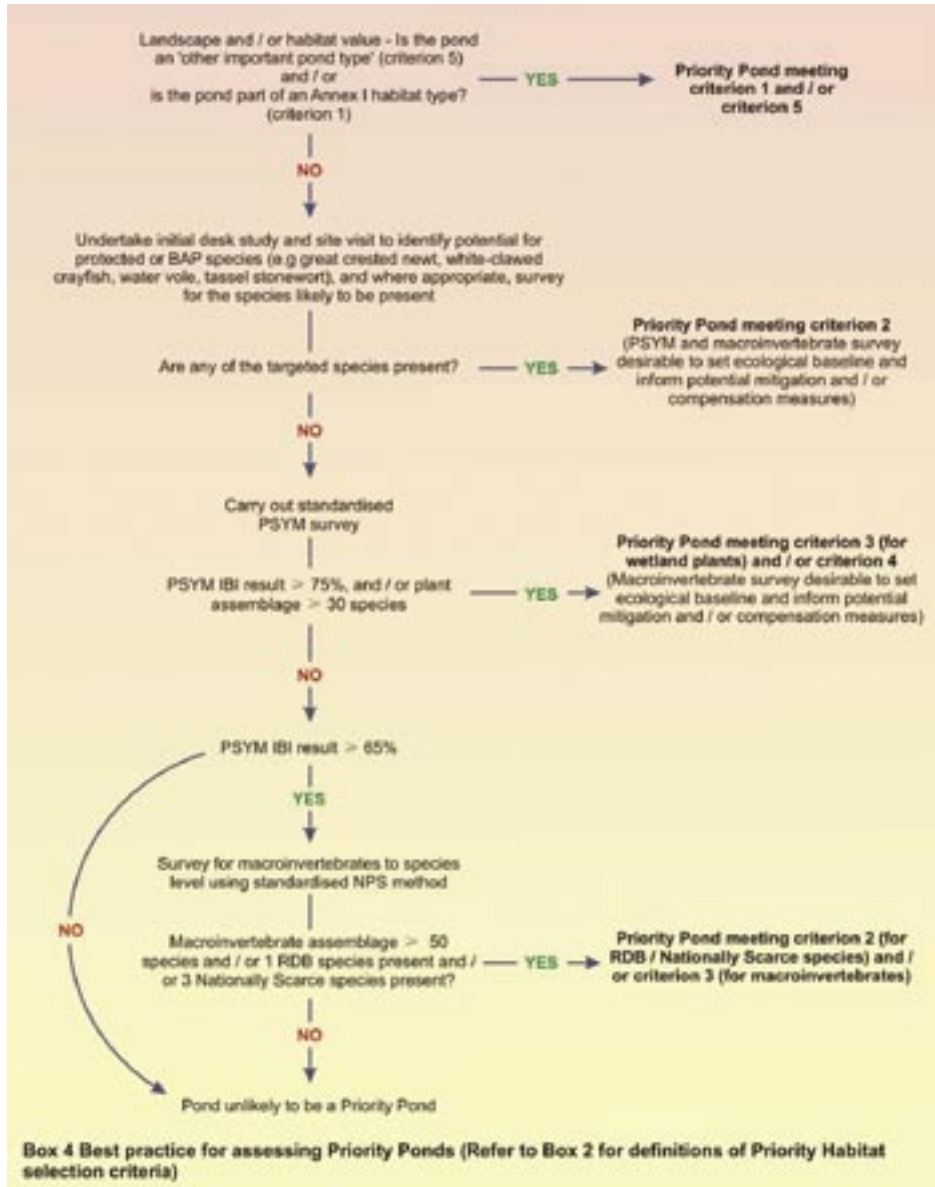 Landscape and / or habitat value - Is the pond
an 'other important pond type' (criterion 5)
and / or
is the pond part of an Annex I habitat type?
(criterion 1)
YES
Priority Pond meeting
criterion 1 and / or
criterion 5
NO
Undertake initial desk study and site visit to identify potential for
protected or BAP species (e.g great crested newt, white-clawed
crayfish, water vole, tassel stonewort), and where appropriate, survey
for the species likely to be present
Are any of the targeted species present?
YES
Priority Pond meeting criterion 2
(PSYM and macroinvertebrate survey
desirable to set ecological baseline and
inform potential mitigation and / or
compensation measures)
NO
Carry out standardised
PSYM survey
PSYM IBI result > 75%, and / or plant
assemblage > 30 species
YES
Priority Pond meeting criterion 3 (for
wetland plants) and / or criterion 4
(Macroinvertebrate survey desirable to set
ecological baseline and inform potential
mitigation and / or compensation measures)
NO
PSYM IBI result > 65%
YES
Survey for macroinvertebrates to species
level using standardised NPS method
NO
Macroinvertebrate assemblage > 50
species and / or 1 RDB species present and /
or 3 Nationally Scarce species present?
YES
Priority Pond meeting criterion 2 (for
RDB / Nationally Scarce species) and /
or criterion 3 (for macroinvertebrates)
NO
Pond unlikely to be a Priority Pond
Box 4 Best practice for assessing Priority Ponds (Refer to Box 2 for definitions of Priority Habitat
selection criteria)